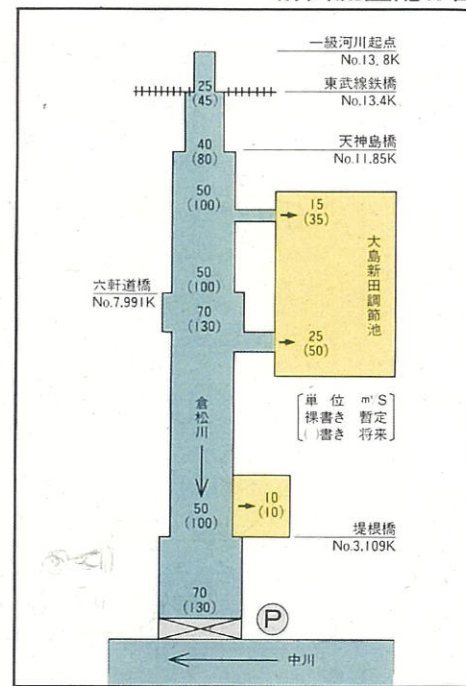 一級河川起点
No.13.8K
東武線鉄橋
No.13.4K
25
(45)
天神島橋
No.11.85K
40
(80)
50
(100)
15
(35)
大島新田調節池
50
(100)
六軒道橋
No.7.991K
70
(130)
25
(50)
単位 m³S
裸書き 暫定
( )書き 将来
倉松川
10
(10)
50
(100)
堤根橋
No.3.109K
70
(130)
P
中川